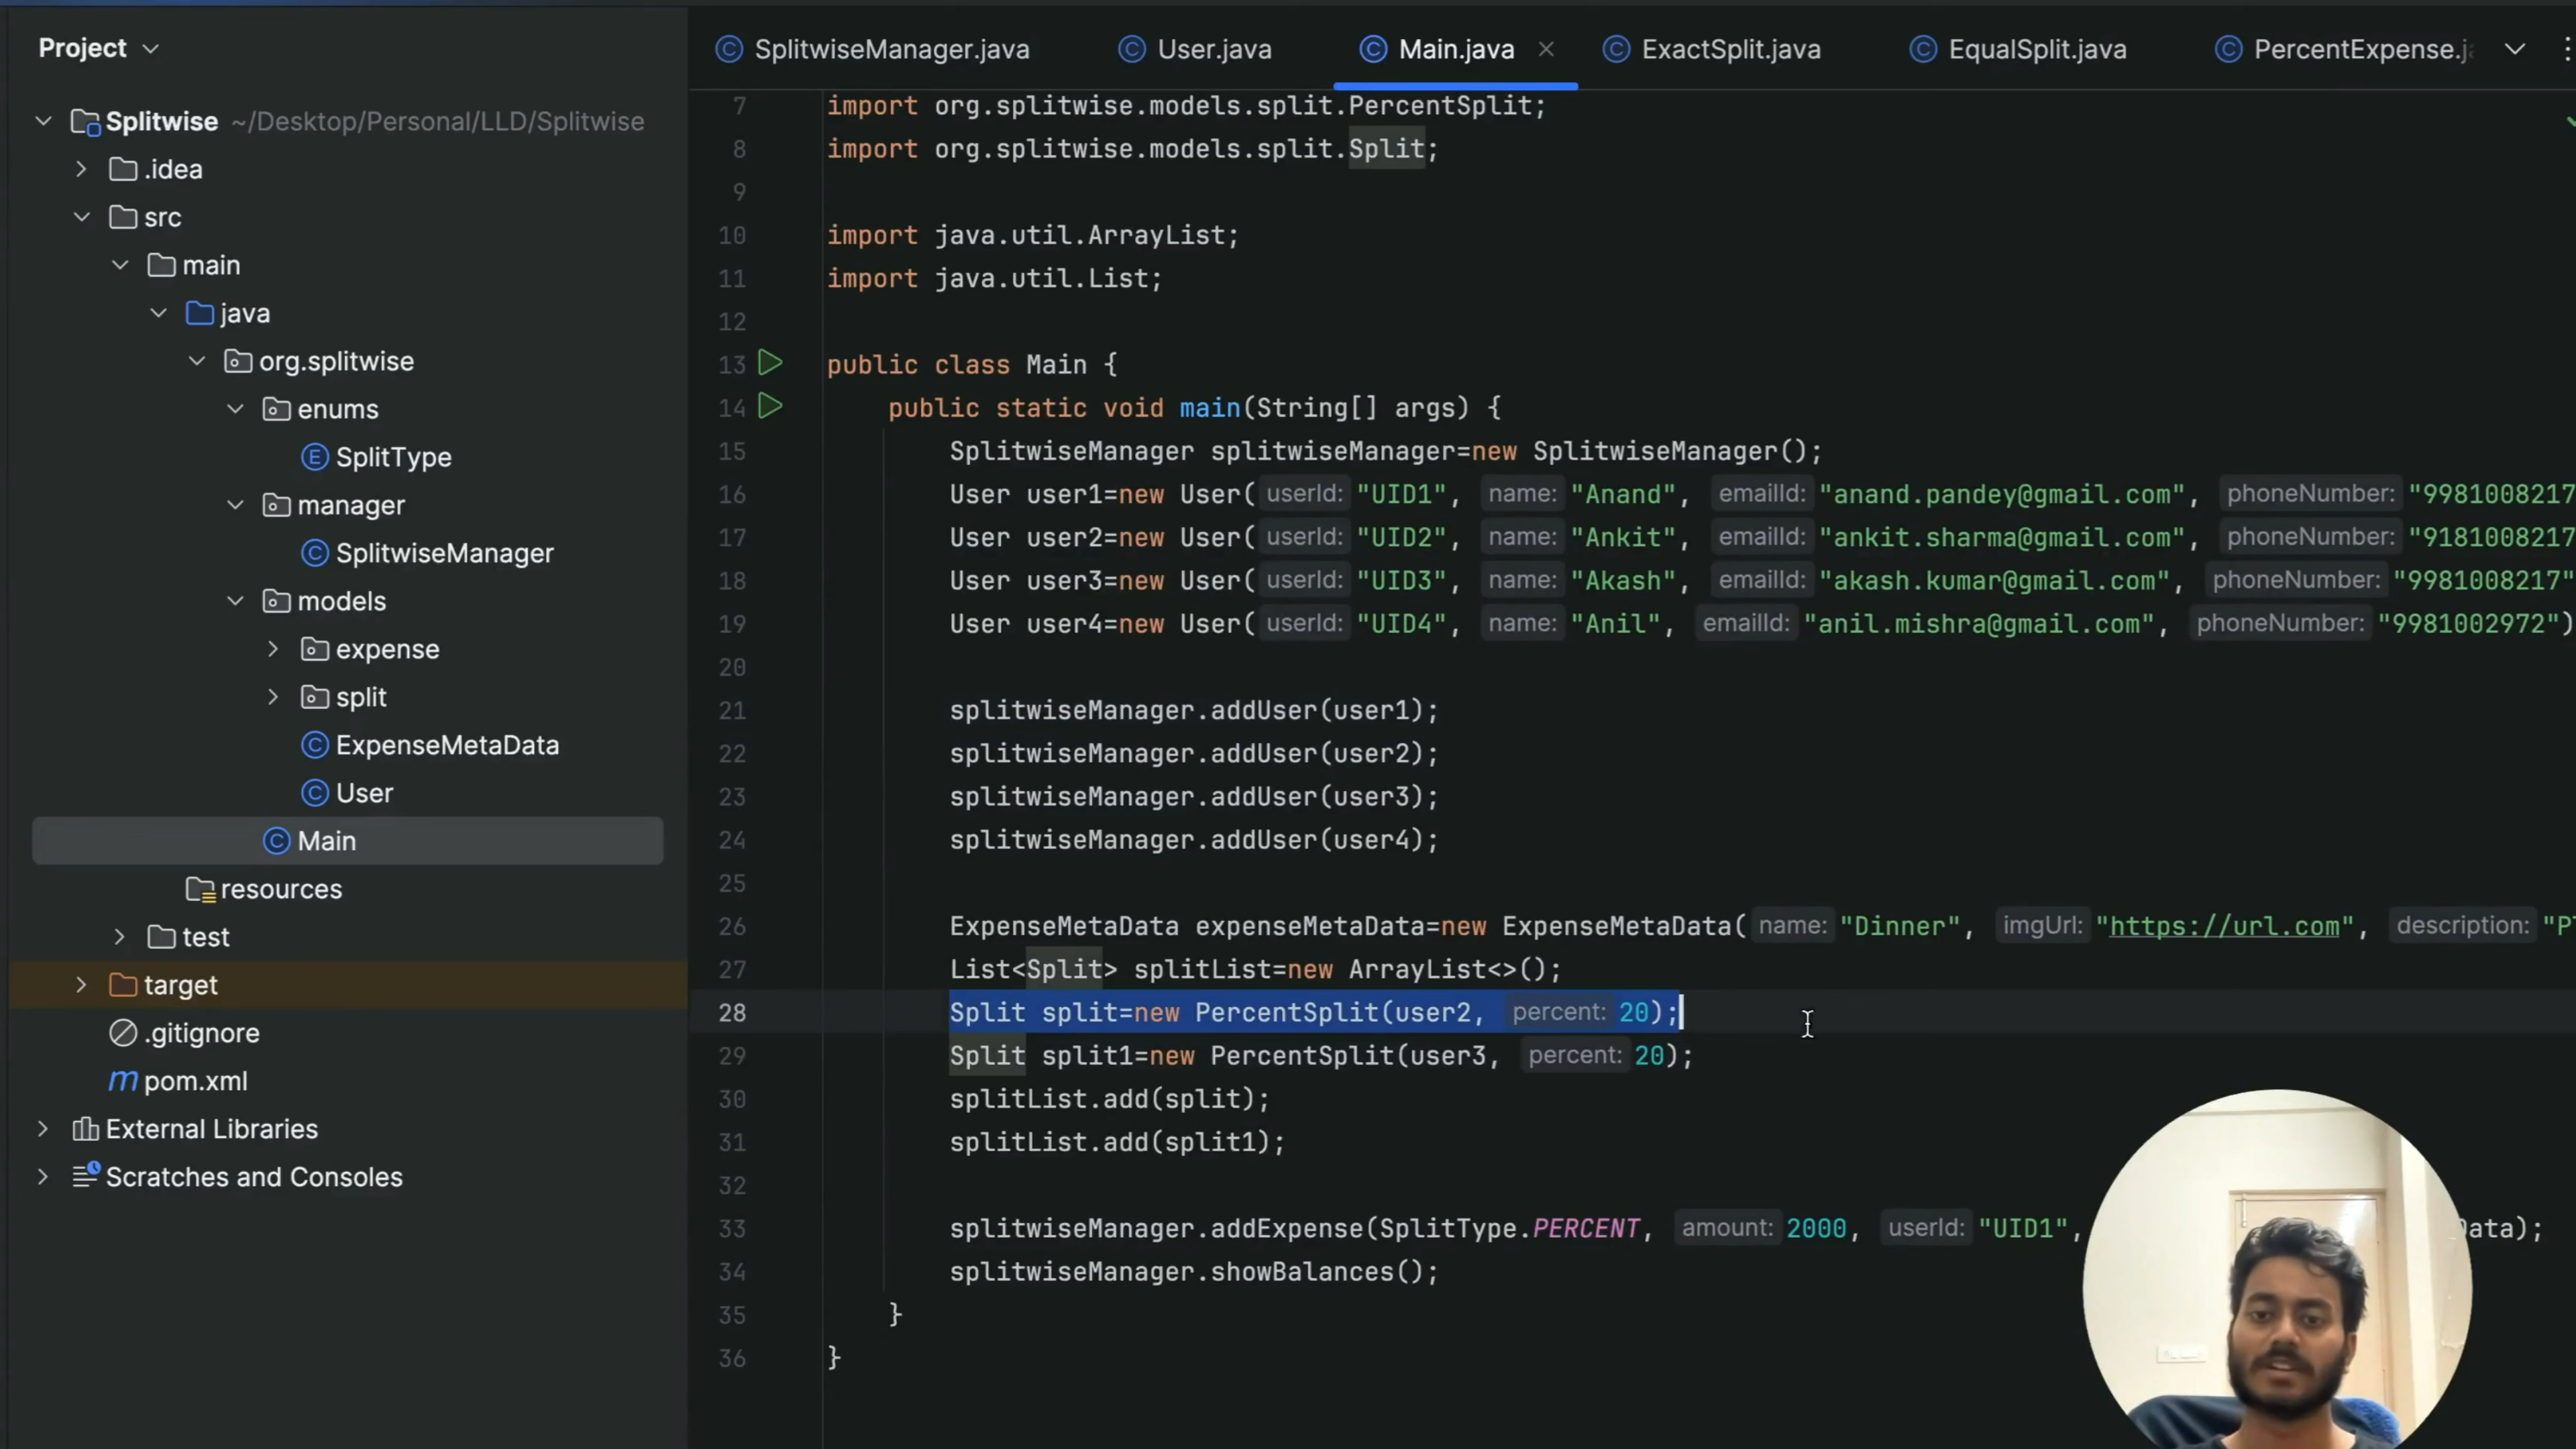 Project
Splitwise ~/Desktop/Personal/LLD/Splitwise
.idea
src
main
java
org.splitwise
enums
SplitType
manager
SplitwiseManager
models
expense
split
ExpenseMetaData
User
Main
resources
test
target
.gitignore
pom.xml
External Libraries
Scratches and Consoles
SplitwiseManager.java User.java Main.java ExactSplit.java EqualSplit.java PercentExpense.j
7 import org.splitwise.models.split.PercentSplit;
8 import org.splitwise.models.split.Split;
9
10 import java.util.ArrayList;
11 import java.util.List;
12
13 public class Main {
14 public static void main(String[] args) {
15 SplitwiseManager splitwiseManager=new SplitwiseManager();
16 User user1=new User( userId: "UID1", name: "Anand", emailId: "anand.pandey@gmail.com", phoneNumber: "9981008217
17 User user2=new User( userId: "UID2", name: "Ankit", emailId: "ankit.sharma@gmail.com", phoneNumber: "9181008217
18 User user3=new User( userId: "UID3", name: "Akash", emailId: "akash.kumar@gmail.com", phoneNumber: "9981008217"
19 User user4=new User( userId: "UID4", name: "Anil", emailId: "anil.mishra@gmail.com", phoneNumber: "9981002972")
20
21 splitwiseManager.addUser(user1);
22 splitwiseManager.addUser(user2);
23 splitwiseManager.addUser(user3);
24 splitwiseManager.addUser(user4);
25
26 ExpenseMetaData expenseMetaData=new ExpenseMetaData( name: "Dinner", imgUrl: "https://url.com", description: "P
27 List<Split> splitList=new ArrayList<>();
28 Split split=new PercentSplit(user2, percent: 20);
29 Split split1=new PercentSplit(user3, percent: 20);
30 splitList.add(split);
31 splitList.add(split1);
32
33 splitwiseManager.addExpense(SplitType.PERCENT, amount: 2000, userId: "UID1", ata);
34 splitwiseManager.showBalances();
35 }
36 }